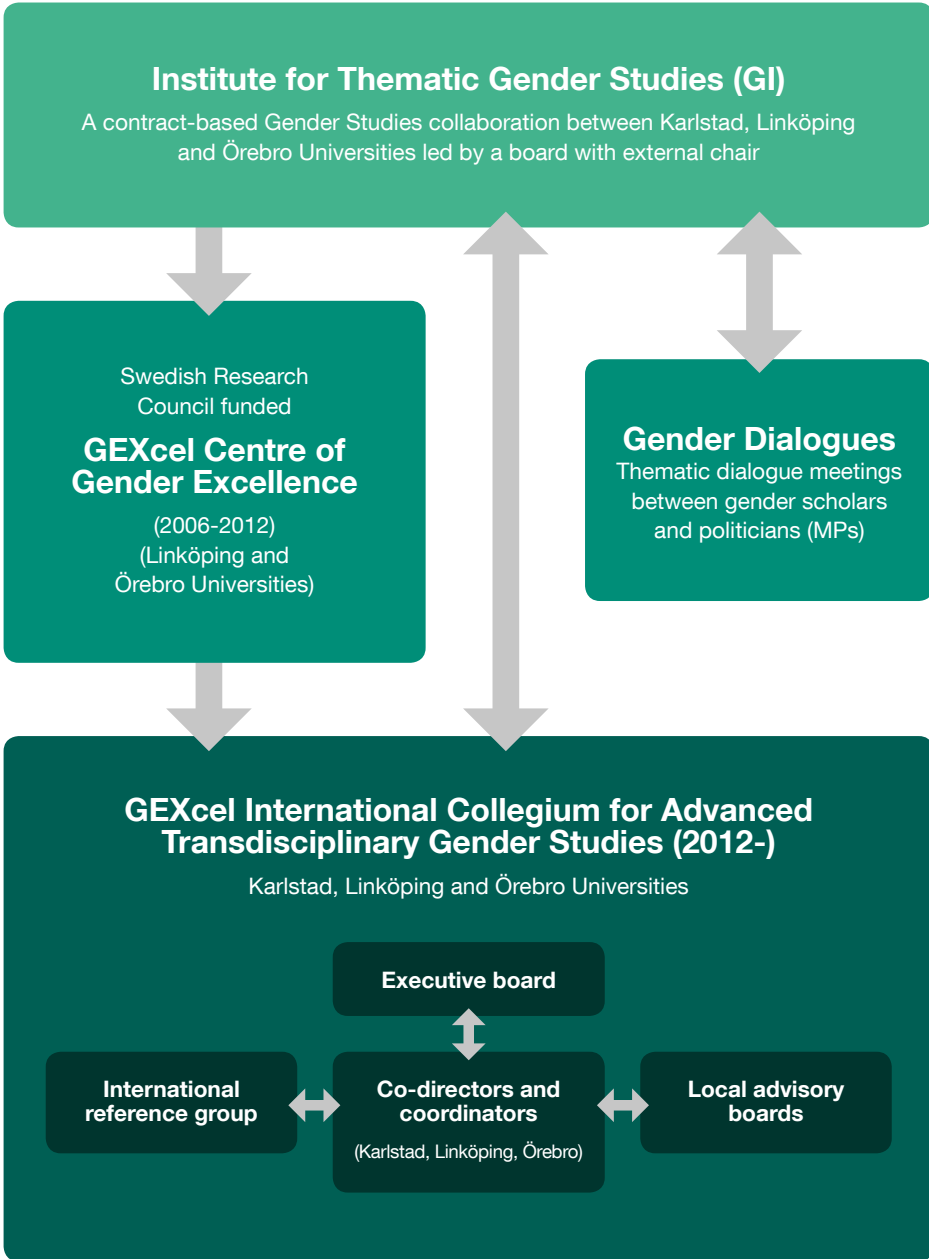 Institute for Thematic Gender Studies (GI)
A contract-based Gender Studies collaboration between Karlstad, Linköping
and Örebro Universities led by a board with external chair
Swedish Research
Council funded
GEXcel Centre of
Gender Excellence
(2006-2012)
(Linköping and
Örebro Universities)
Gender Dialogues
Thematic dialogue meetings
between gender scholars
and politicians (MPs)
GEXcel International Collegium for Advanced
Transdisciplinary Gender Studies (2012-)
Karlstad, Linköping and Örebro Universities
Executive board
International
reference group
Co-directors and
coordinators
(Karlstad, Linköping, Örebro)
Local advisory
boards